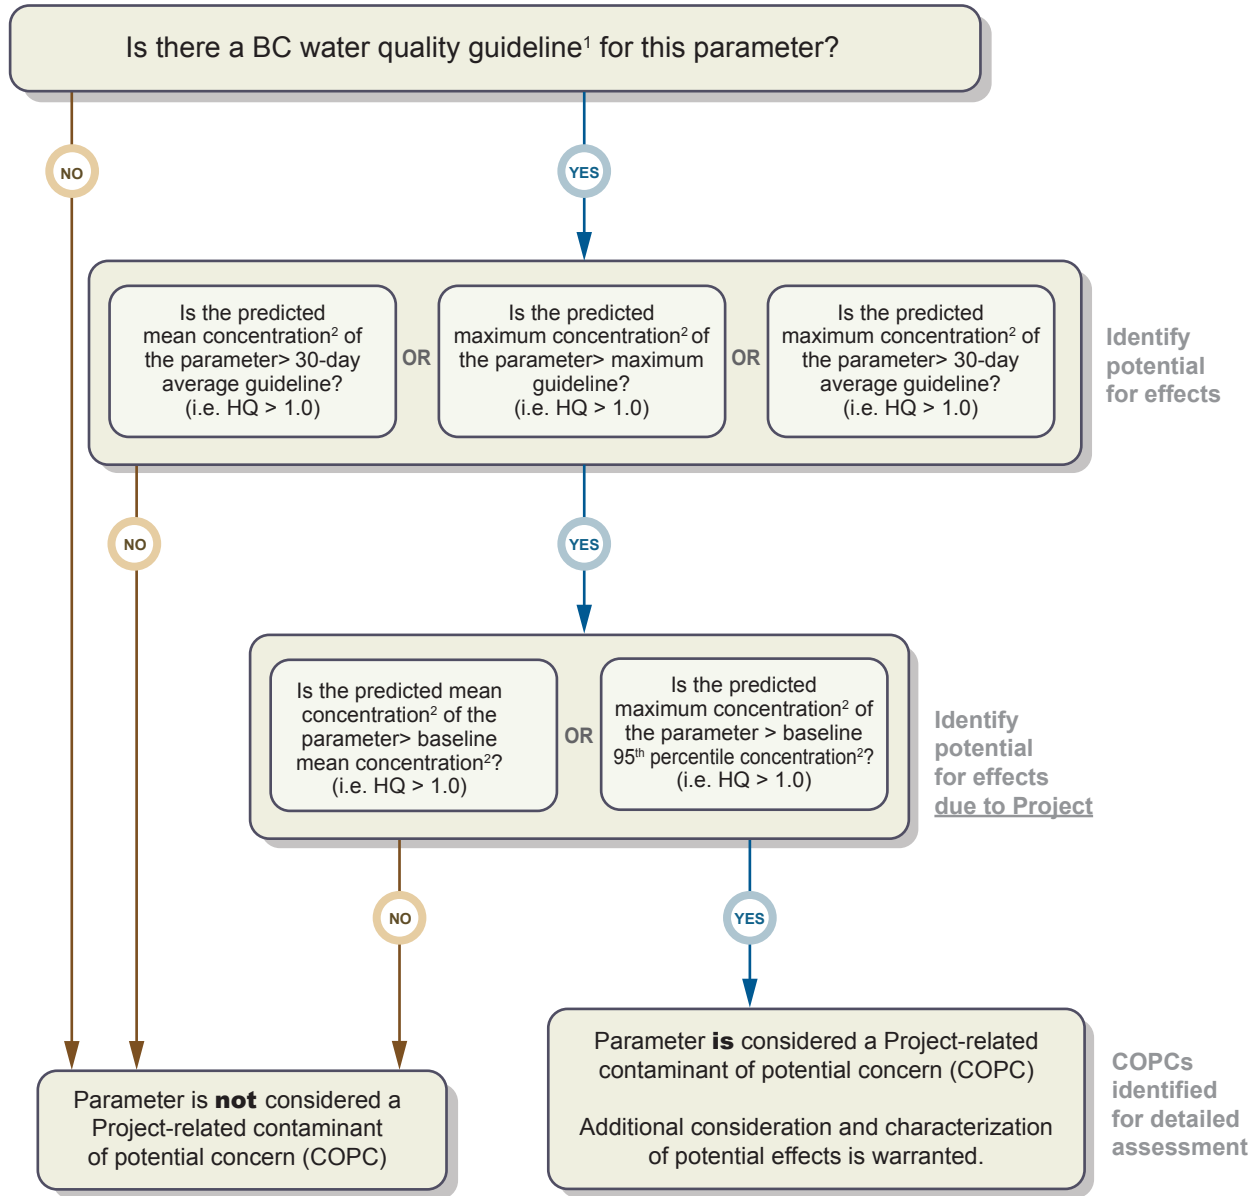 Is there a BC water quality guideline¹ for this parameter?
NO
YES
Is the predicted
mean concentration² of
the parameter> 30-day
average guideline?
(i.e. HQ > 1.0)
OR
Is the predicted
maximum concentration² of
the parameter> maximum
guideline?
(i.e. HQ > 1.0)
OR
Is the predicted
maximum concentration² of
the parameter> 30-day
average guideline?
(i.e. HQ > 1.0)
Identify
potential
for effects
NO
YES
Is the predicted mean
concentration² of the
parameter> baseline
mean concentration²?
(i.e. HQ > 1.0)
OR
Is the predicted
maximum concentration² of
the parameter > baseline
95th percentile concentration²?
(i.e. HQ > 1.0)
Identify
potential
for effects
due to Project
NO
YES
Parameter is not considered a
Project-related contaminant
of potential concern (COPC)
Parameter is considered a Project-related
contaminant of potential concern (COPC)
Additional consideration and characterization
of potential effects is warranted.
COPCs
identified
for detailed
assessment